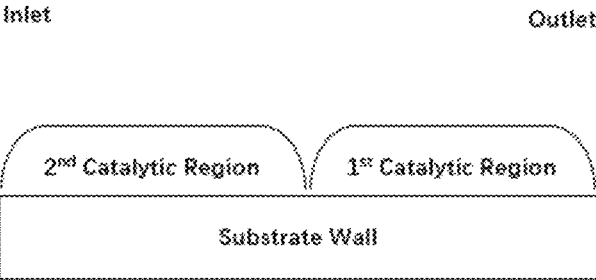 Inlet
Outlet
2nd Catalytic Region
1st Catalytic Region
Substrate Wall